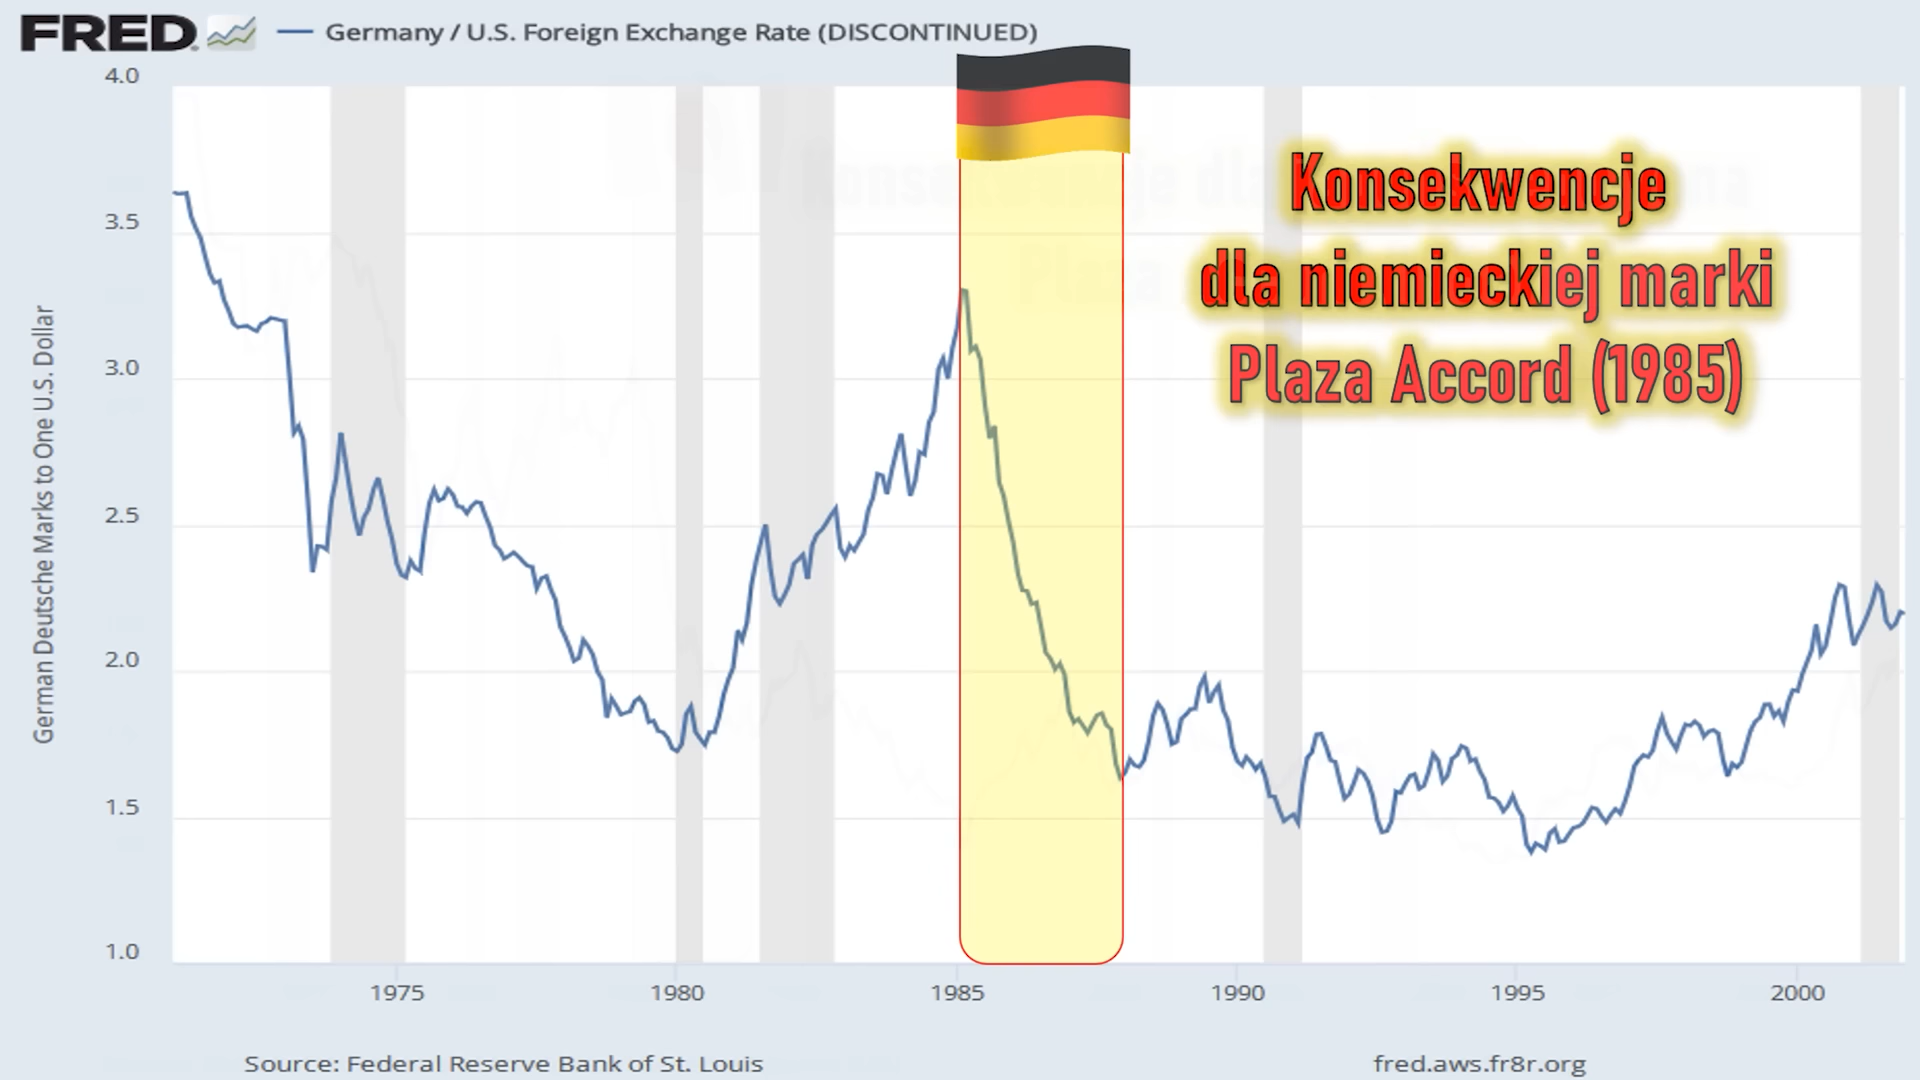 FRED
Germany / U.S. Foreign Exchange Rate (DISCONTINUED)
4.0
3.5
3.0
2.5
2.0
1.5
1.0
German Deutsche Marks to One U.S. Dollar
Konsekwencje
dla niemieckiej marki
Plaza Accord (1985)
1975
1980
1985
1990
1995
2000
Source: Federal Reserve Bank of St. Louis
fred.aws.fr8r.org